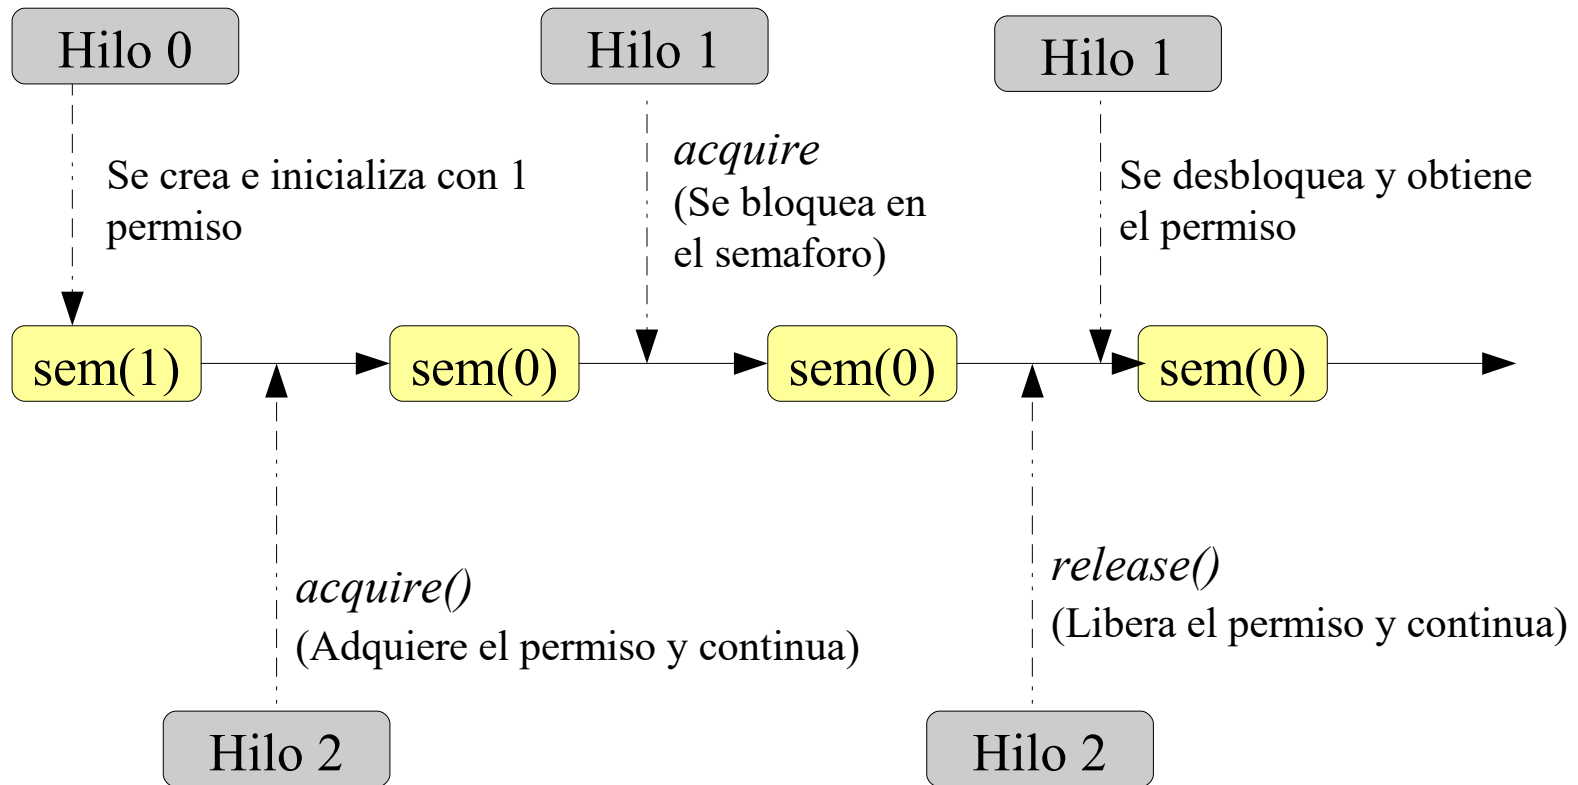 Hilo 0
Hilo 1
Hilo 1
Se crea e inicializa con 1
permiso
acquire
(Se bloquea en
el semaforo)
Se desbloquea y obtiene
el permiso
sem(1)
sem(0)
sem(0)
sem(0)
acquire()
(Adquiere el permiso y continua)
release()
(Libera el permiso y continua)
Hilo 2
Hilo 2